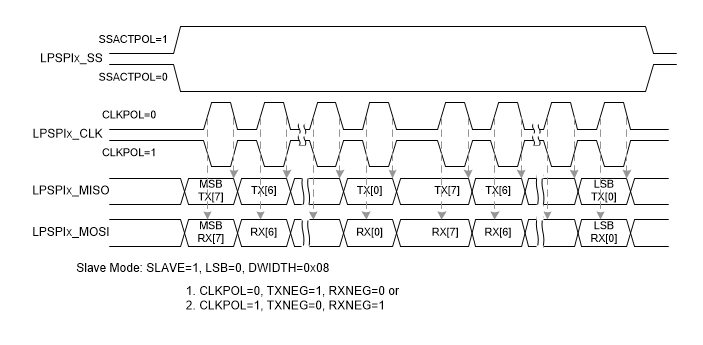 SSACTPOL=1
LPSPIx_SS
SSACTPOL=0
CLKPOL=0
LPSPIx_CLK
CLKPOL=1
LPSPIx_MISO
MSB
TX[7]
TX[6]
TX[0]
TX[7]
TX[6]
LSB
TX[0]
LPSPIx_MOSI
MSB
RX[7]
RX[6]
RX[0]
RX[7]
RX[6]
LSB
RX[0]
Slave Mode: SLAVE=1, LSB=0, DWIDTH=0x08
1. CLKPOL=0, TXNEG=1, RXNEG=0 or
2. CLKPOL=1, TXNEG=0, RXNEG=1